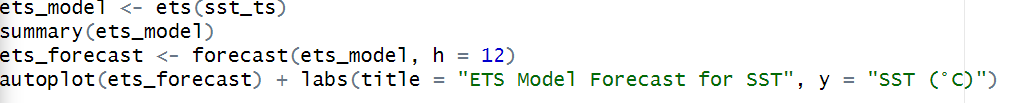 ets_model <- ets(sst_ts)
summary(ets_model)
ets_forecast <- forecast(ets_model, h = 12)
autoplot(ets_forecast) + labs(title = "ETS Model Forecast for SST", y = "SST (°C)")